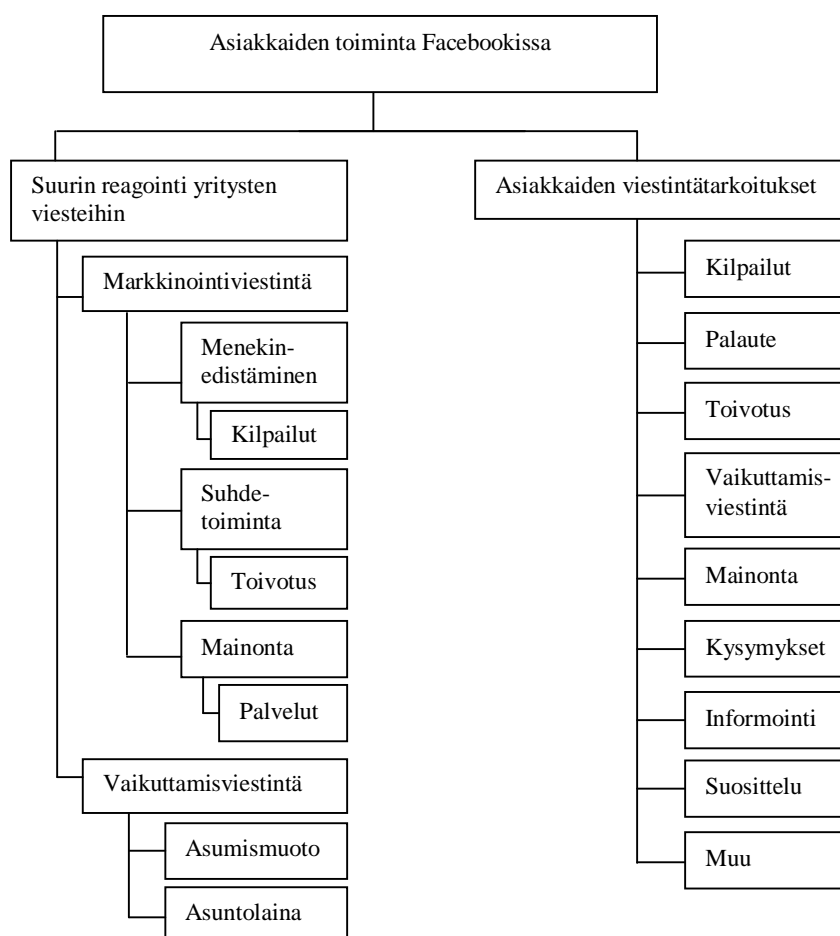 Asiakkaiden toiminta Facebookissa
Suurin reagointi yritysten
viesteihin
Markkinointiviestintä
Menekin-
edistäminen
Kilpailut
Suhde-
toiminta
Toivotus
Mainonta
Palvelut
Vaikuttamisviestintä
Asumismuoto
Asuntolaina
Asiakkaiden viestintätarkoitukset
Kilpailut
Palaute
Toivotus
Vaikuttamis-
viestintä
Mainonta
Kysymykset
Informointi
Suosittelu
Muu